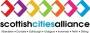 scottishcitiesalliance
Aberdeen • Dundee • Edinburgh • Glasgow • Inverness • Perth • Stirling